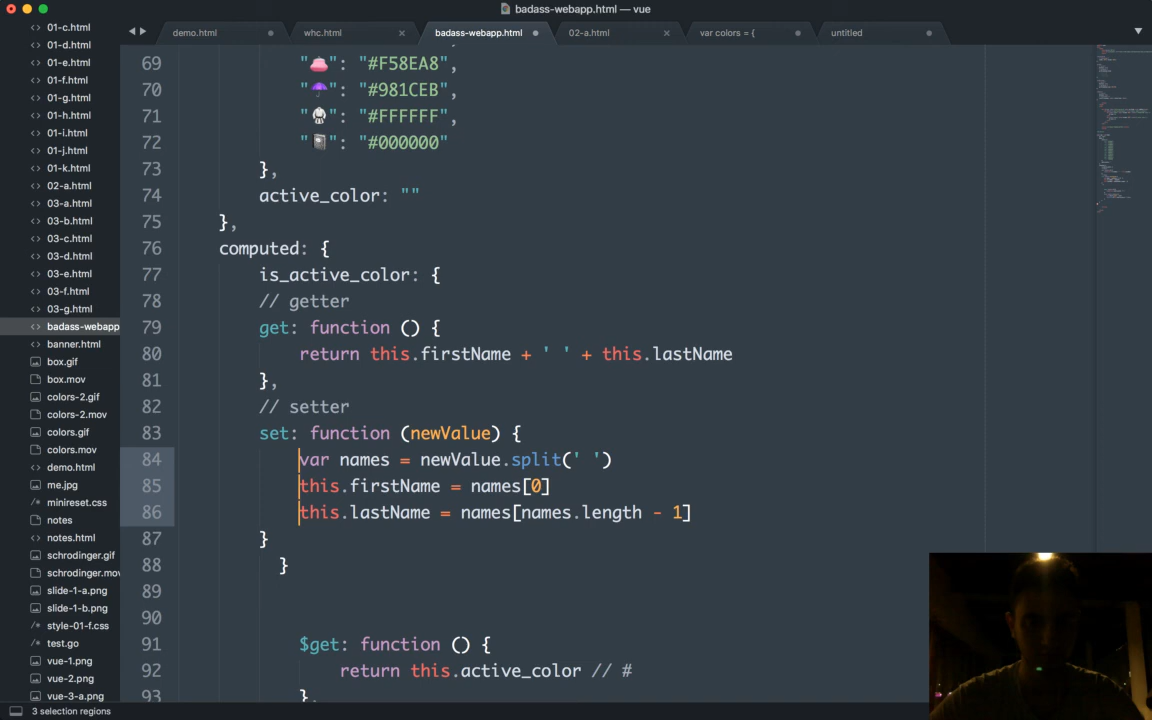 badass-webapp.html — vue
demo.html
whc.html
badass-webapp.html
02-a.html
var colors = {
untitled
01-c.html
01-d.html
01-e.html
01-f.html
01-g.html
01-h.html
01-i.html
01-j.html
01-k.html
02-a.html
03-a.html
03-b.html
03-c.html
03-d.html
03-e.html
03-f.html
03-g.html
badass-webapp
banner.html
box.gif
box.mov
colors-2.gif
colors-2.mov
colors.gif
colors.mov
demo.html
me.jpg
minireset.css
notes
notes.html
schrodinger.gif
schrodinger.mov
slide-1-a.png
slide-1-b.png
style-01-f.css
test.go
vue-1.png
vue-2.png
vue-3-a.png
69 "👛": "#F58EA8",
70 "☂": "#981CEB",
71 "🥋": "#FFFFFF",
72 "📓": "#000000"
73 },
74 active_color: ""
75 },
76 computed: {
77 is_active_color: {
78 // getter
79 get: function () {
80 return this.firstName + ' ' + this.lastName
81 },
82 // setter
83 set: function (newValue) {
84 var names = newValue.split(' ')
85 this.firstName = names[0]
86 this.lastName = names[names.length - 1]
87 }
88 }
89
90
91 $get: function () {
92 return this.active_color // #
93 },
3 selection regions